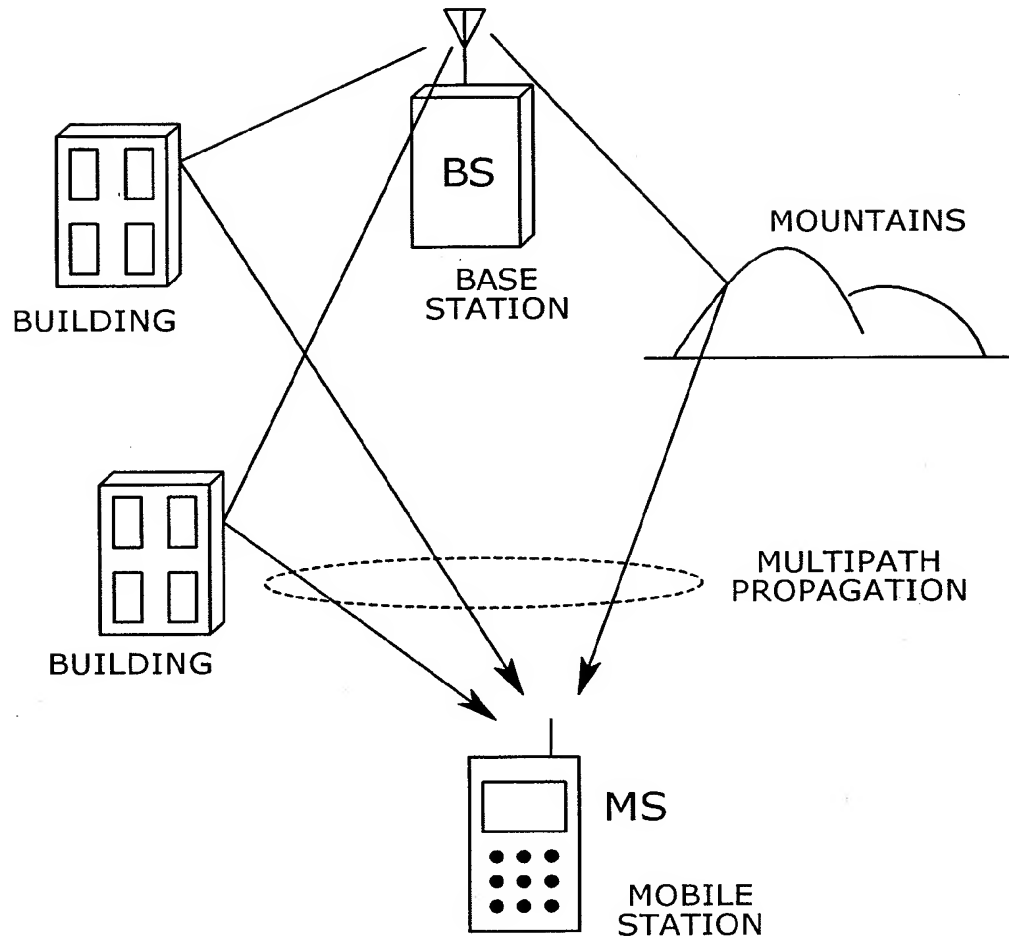 BS
MOUNTAINS
BASE
STATION
BUILDING
MULTIPATH
PROPAGATION
BUILDING
MS
MOBILE
STATION